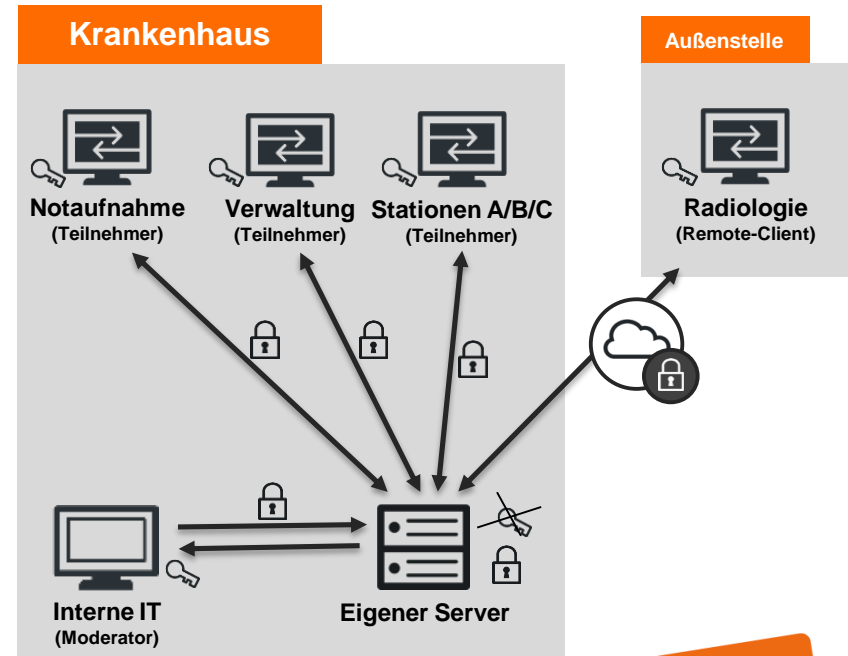 Krankenhaus
Außenstelle
Notaufnahme
(Teilnehmer)
Verwaltung
(Teilnehmer)
Stationen A/B/C
(Teilnehmer)
Radiologie
(Remote-Client)
Interne IT
(Moderator)
Eigener Server